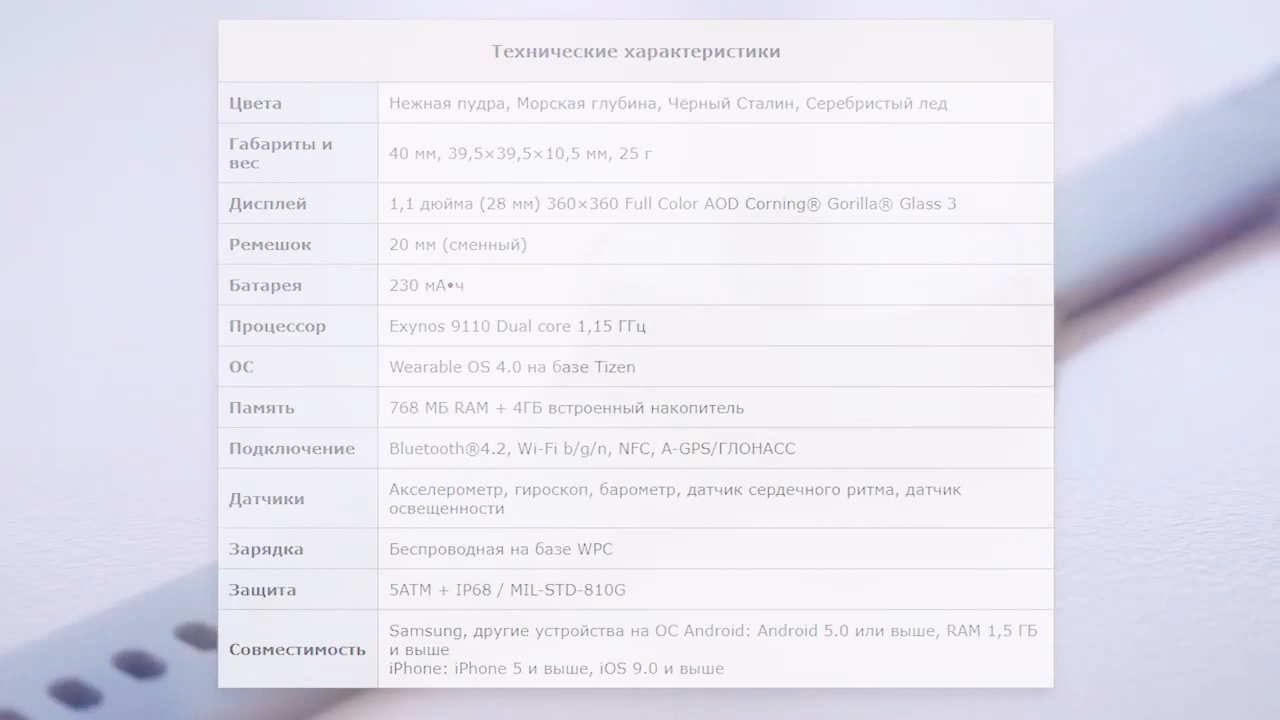 Технические характеристики
Цвета
Нежная пудра, Морская глубина, Чёрный Сталин, Серебристый лед
Габариты и
вес
40 мм, 39,5×39,5×10,5 мм, 25 г
Дисплей
1,1 дюйма (28 мм) 360×360 Full Color AOD Corning® Gorilla® Glass 3
Ремешок
20 мм (сменный)
Батарея
230 мА•ч
Процессор
Exynos 9110 Dual core 1,15 ГГц
ОС
Wearable OS 4.0 на базе Tizen
Память
768 МБ RAM + 4ГБ встроенный накопитель
Подключение
Bluetooth®4.2, Wi-Fi b/g/n, NFC, A-GPS/ГЛОНАСС
Датчики
Акселерометр, гироскоп, барометр, датчик сердечного ритма, датчик
освещенности
Зарядка
Беспроводная на базе WPC
Защита
5ATM + IP68 / MIL-STD-810G
Совместимость
Samsung, другие устройства на ОС Android: Android 5.0 или выше, RAM 1,5 ГБ
и выше
iPhone: iPhone 5 и выше, iOS 9.0 и выше